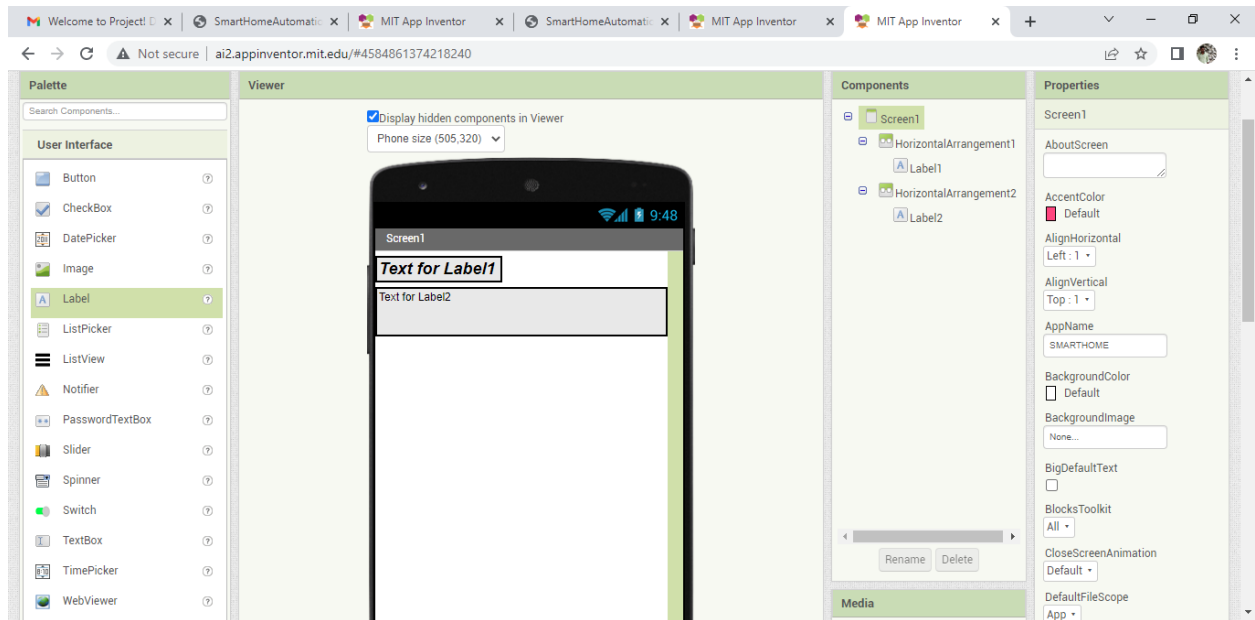 Welcome to Project! D
SmartHomeAutomatic
MIT App Inventor
SmartHomeAutomatic
MIT App Inventor
MIT App Inventor
Not secure
ai2.appinventor.mit.edu/#4584861374218240
Palette
Search Components...
User Interface
Button
CheckBox
DatePicker
Image
Label
ListPicker
ListView
Notifier
PasswordTextBox
Slider
Spinner
Switch
TextBox
TimePicker
WebViewer
Viewer
Display hidden components in Viewer
Phone size (505,320)
9:48
Screen1
Text for Label1
Text for Label2
Components
Screen1
HorizontalArrangement1
A Label1
HorizontalArrangement2
A Label2
Rename Delete
Media
Properties
Screen1
AboutScreen
AccentColor
Default
AlignHorizontal
Left : 1
AlignVertical
Top : 1
AppName
SMARTHOME
BackgroundColor
Default
BackgroundImage
None...
BigDefaultText
BlocksToolkit
All
CloseScreenAnimation
Default
DefaultFileScope
App